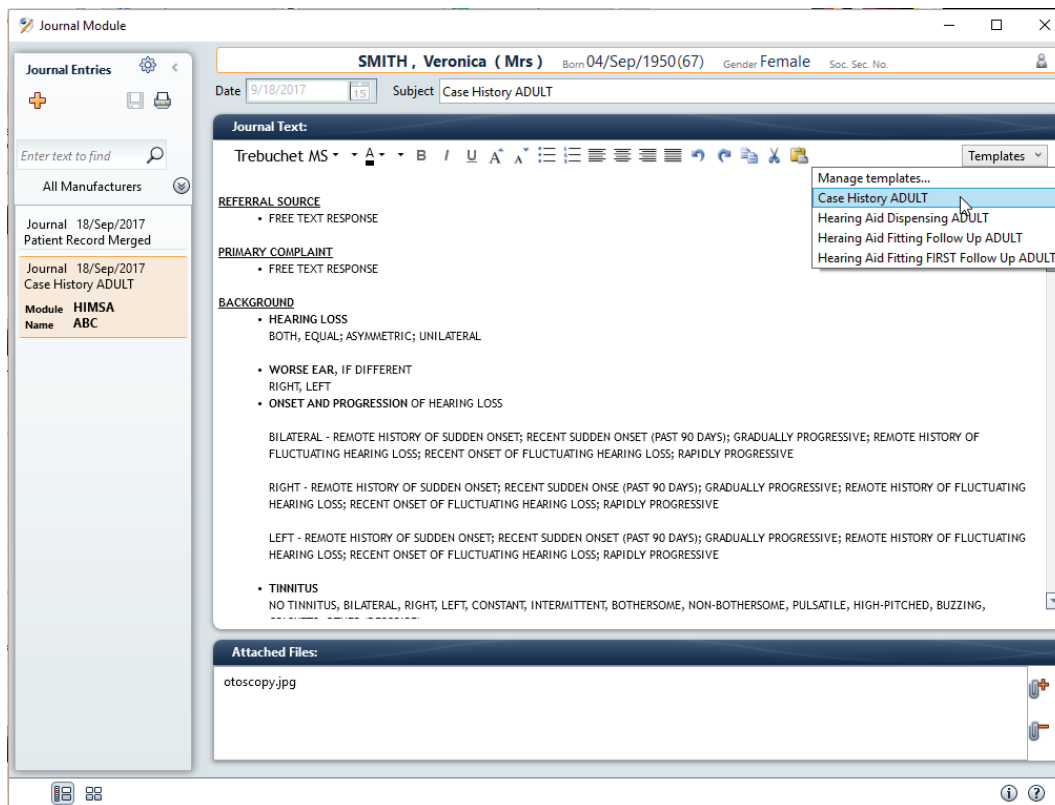 Journal Module
Journal Entries
SMITH , Veronica ( Mrs ) Born 04/Sep/1950(67) Gender Female Soc. Sec. No.
Date 9/18/2017 15 Subject Case History ADULT
Journal Text:
Enter text to find
All Manufacturers
Journal 18/Sep/2017
Patient Record Merged
Journal 18/Sep/2017
Case History ADULT
Module HIMSA
Name ABC
Trebuchet MS A B I U A A Templates
Manage templates...
Case History ADULT
Hearing Aid Dispensing ADULT
Heraing Aid Fitting Follow Up ADULT
Hearing Aid Fitting FIRST Follow Up ADULT
REFERRAL SOURCE
• FREE TEXT RESPONSE
PRIMARY COMPLAINT
• FREE TEXT RESPONSE
BACKGROUND
• HEARING LOSS
BOTH, EQUAL; ASYMMETRIC; UNILATERAL
• WORSE EAR, IF DIFFERENT
RIGHT, LEFT
• ONSET AND PROGRESSION OF HEARING LOSS
BILATERAL - REMOTE HISTORY OF SUDDEN ONSET; RECENT SUDDEN ONSET (PAST 90 DAYS); GRADUALLY PROGRESSIVE; REMOTE HISTORY OF
FLUCTUATING HEARING LOSS; RECENT ONSET OF FLUCTUATING HEARING LOSS; RAPIDLY PROGRESSIVE
RIGHT - REMOTE HISTORY OF SUDDEN ONSET; RECENT SUDDEN ONSE (PAST 90 DAYS); GRADUALLY PROGRESSIVE; REMOTE HISTORY OF FLUCTUATING
HEARING LOSS; RECENT ONSET OF FLUCTUATING HEARING LOSS; RAPIDLY PROGRESSIVE
LEFT - REMOTE HISTORY OF SUDDEN ONSET; RECENT SUDDEN ONSET (PAST 90 DAYS); GRADUALLY PROGRESSIVE; REMOTE HISTORY OF FLUCTUATING
HEARING LOSS; RECENT ONSET OF FLUCTUATING HEARING LOSS; RAPIDLY PROGRESSIVE
• TINNITUS
NO TINNITUS, BILATERAL, RIGHT, LEFT, CONSTANT, INTERMITTENT, BOTHERSOME, NON-BOTHERSOME, PULSATILE, HIGH-PITCHED, BUZZING,
Attached Files:
otoscopy.jpg